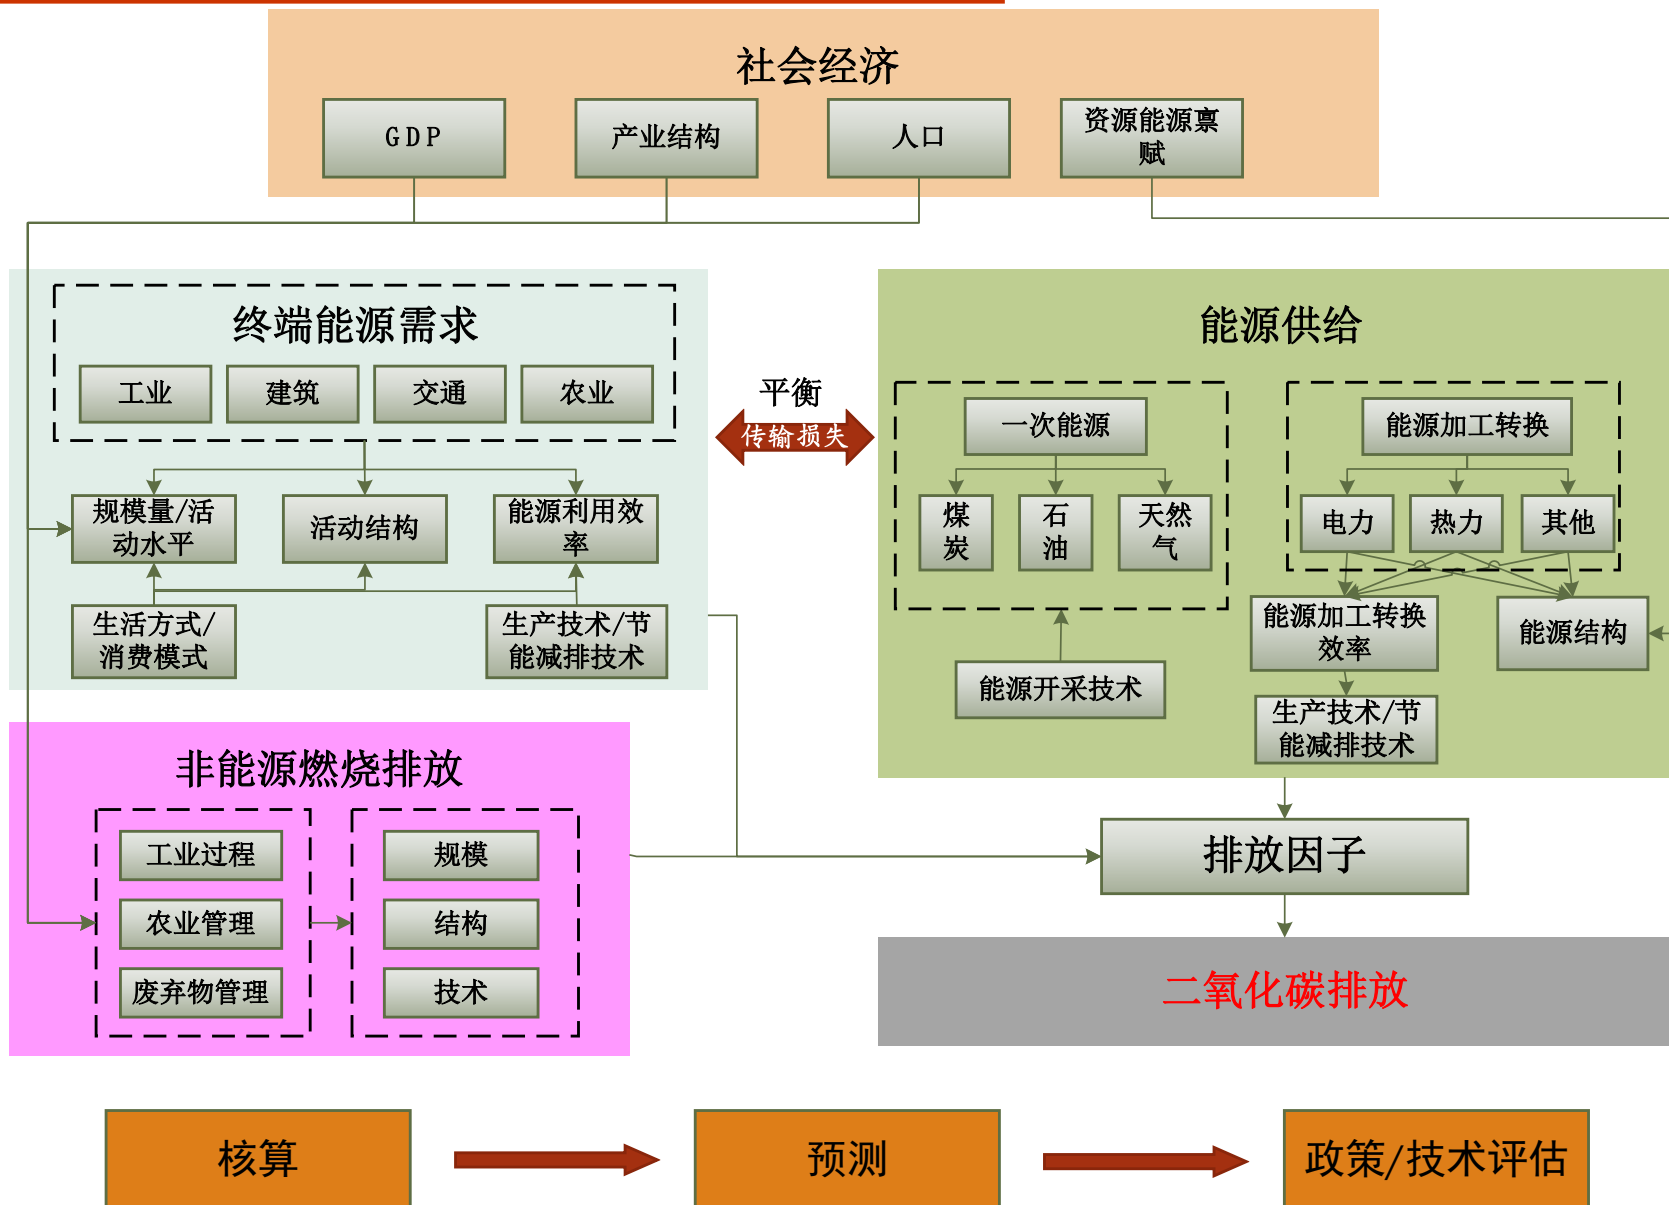 社会经济
GDP
产业结构
人口
资源能源禀
赋
终端能源需求
工业
建筑
交通
农业
规模量/活
动水平
活动结构
能源利用效
率
生活方式/
消费模式
生产技术/节
能减排技术
平衡
传输损失
能源供给
一次能源
煤
炭
石
油
天然
气
能源开采技术
能源加工转换
电力
热力
其他
能源加工转换
效率
能源结构
生产技术/节
能减排技术
非能源燃烧排放
工业过程
农业管理
废弃物管理
规模
结构
技术
排放因子
二氧化碳排放
核算
预测
政策/技术评估